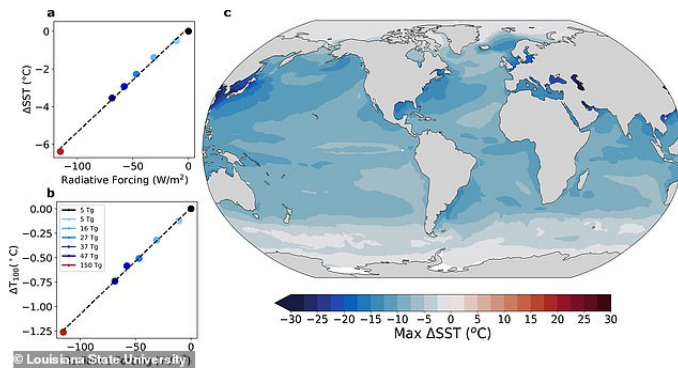 a
0
−2
−4
−6
ΔSST (°C)
−100
−50
0
Radiative Forcing (W/m²)
b
0.00
−0.25
−0.50
−0.75
−1.00
−1.25
ΔT₁₀₀(°C)
5 Tg
5 Tg
16 Tg
27 Tg
37 Tg
47 Tg
150 Tg
−100
−50
0
© Louisiana State University
c
−30 −25 −20 −15 −10 −5 0 5 10 15 20 25 30
Max ΔSST (°C)